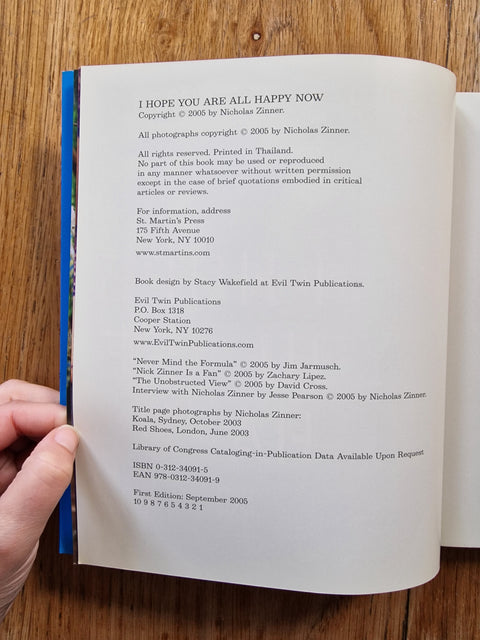 I HOPE YOU ARE ALL HAPPY NOW
Copyright © 2005 by Nicholas Zinner.
All photographs copyright © 2005 by Nicholas Zinner.
All rights reserved. Printed in Thailand.
No part of this book may be used or reproduced
in any manner whatsoever without written permission
except in the case of brief quotations embodied in critical
articles or reviews.
For information, address
St. Martin's Press
175 Fifth Avenue
New York, NY 10010
www.stmartins.com
Book design by Stacy Wakefield at Evil Twin Publications.
Evil Twin Publications
P.O. Box 1318
Cooper Station
New York, NY 10276
www.EvilTwinPublications.com
"Never Mind the Formula" © 2005 by Jim Jarmusch.
"Nick Zinner Is a Fan" © 2005 by Zachary Lipez.
"The Unobstructed View" © 2005 by David Cross.
Interview with Nicholas Zinner by Jesse Pearson © 2005 by Nicholas Zinner.
Title page photographs by Nicholas Zinner:
Koala, Sydney, October 2003
Red Shoes, London, June 2003
Library of Congress Cataloging-in-Publication Data Available Upon Request
ISBN 0-312-34091-5
EAN 978-0312-34091-9
First Edition: September 2005
10 9 8 7 6 5 4 3 2 1